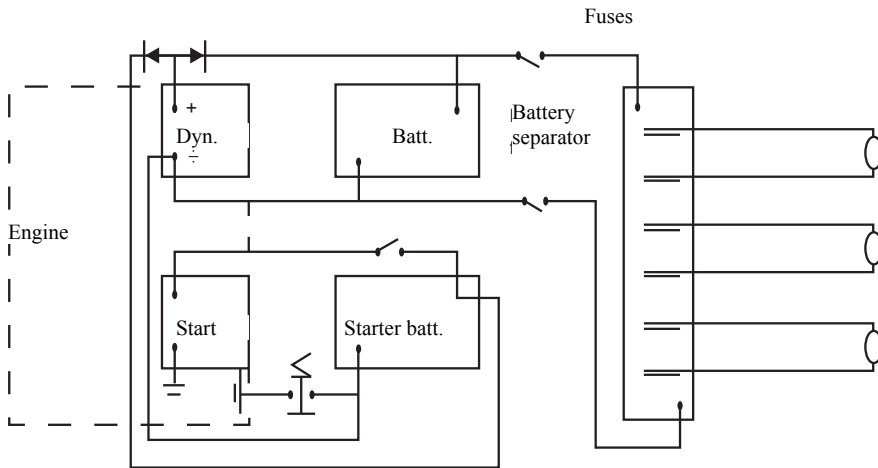 Fuses
+
Dyn.
÷
Batt.
Battery
separator
Engine
Start
Starter batt.